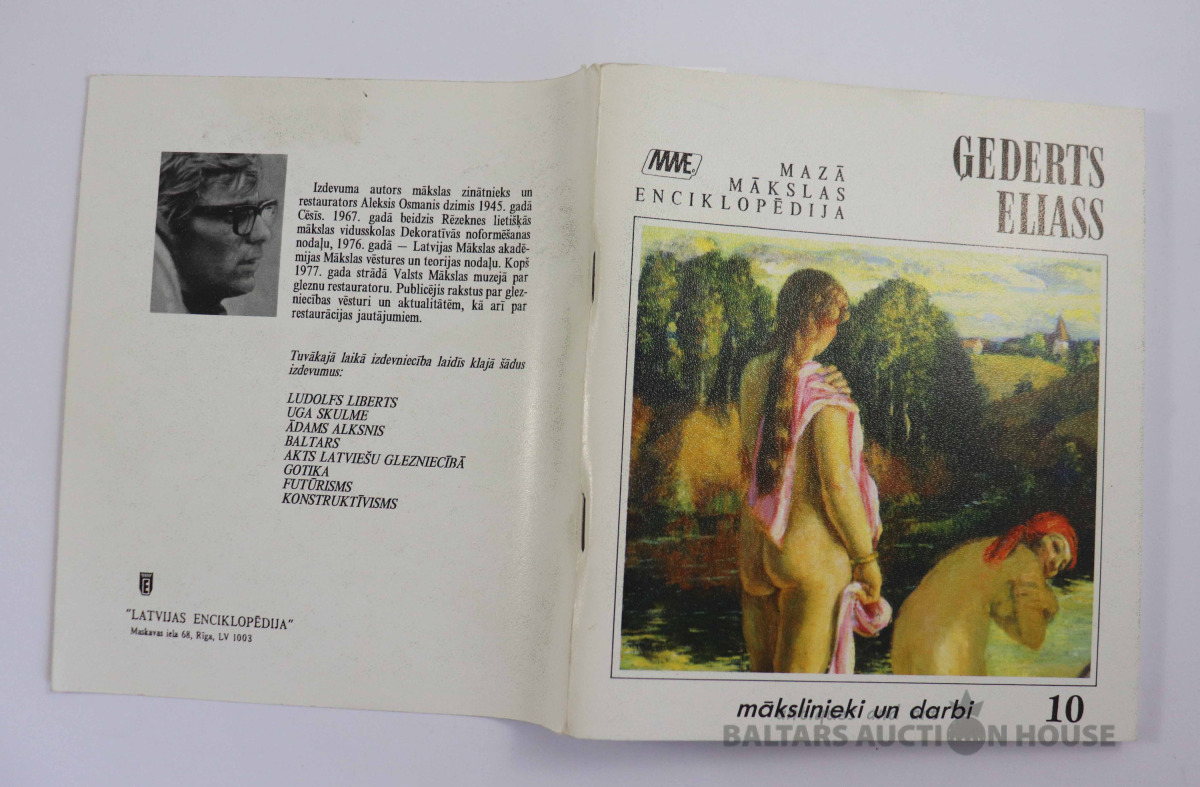 Izdevuma autors mākslas zinātnieks un
restaurators Aleksis Osmanis dzimis 1945. gadā
Cēsīs. 1967. gadā beidzis Rēzeknes lietišķās
mākslas vidusskolas Dekoratīvās noformēšanas
nodaļu, 1976. gadā — Latvijas Mākslas akadē-
mijas Mākslas vēstures un teorijas nodaļu. Kopš
1977. gada strādā Valsts Mākslas muzejā par
gleznu restauratoru. Publicējis rakstus par glez-
niecības vēsturi un aktualitātēm, kā arī par
restaurācijas jautājumiem.
Tuvākajā laikā izdevniecība laidīs klajā šādus
izdevumus:
LUDOLFS LIBERTS
UGA SKULME
ĀDAMS ALKSNIS
BALTARS
AKTS LATVIEŠU GLEZNIECĪBĀ
GOTIKA
FUTŪRISMS
KONSTRUKTĪVISMS
"LATVIJAS ENCIKLOPĒDIJA"
Maskavas iela 68, Rīga, LV 1003
MME
MAZĀ
MĀKSLAS
ENCIKLOPĒDIJA
ĢEDERTS
ELIASS
mākslinieki un darbi
10
BALTARS AUCTION HOUSE